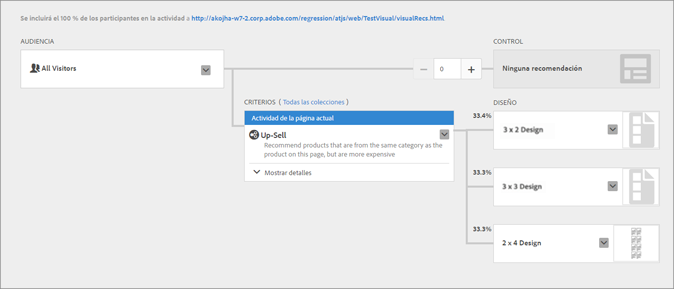 Se incluirá el 100 % de los participantes en la actividad a http://akojha-w7-2.corp.adobe.com/regression/atjs/web/TestVisual/visualRecs.html
AUDIENCIA
CONTROL
All Visitors
0
Ninguna recomendación
CRITERIOS ( Todas las colecciones )
DISEÑO
Actividad de la página actual
33.4%
3 x 2 Design
Up-Sell
Recommend products that are from the same category as the
product on this page, but are more expensive
Mostrar detalles
33.3%
3 x 3 Design
33.3%
2 x 4 Design